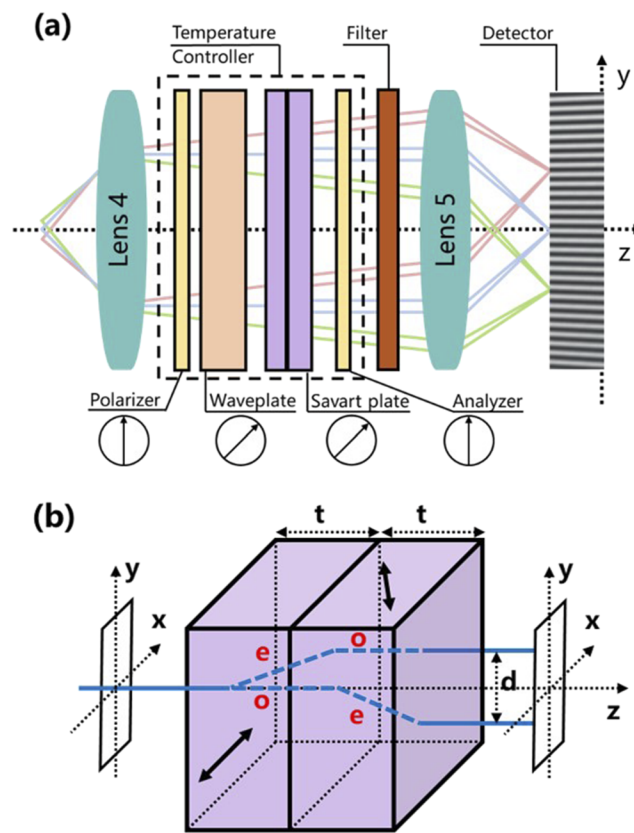 (a)
Temperature
Controller
Filter
Detector
y
Lens 4
Lens 5
z
Polarizer
Waveplate
Savart plate
Analyzer
(b)
t
t
y
x
e
o
o
e
d
y
x
z